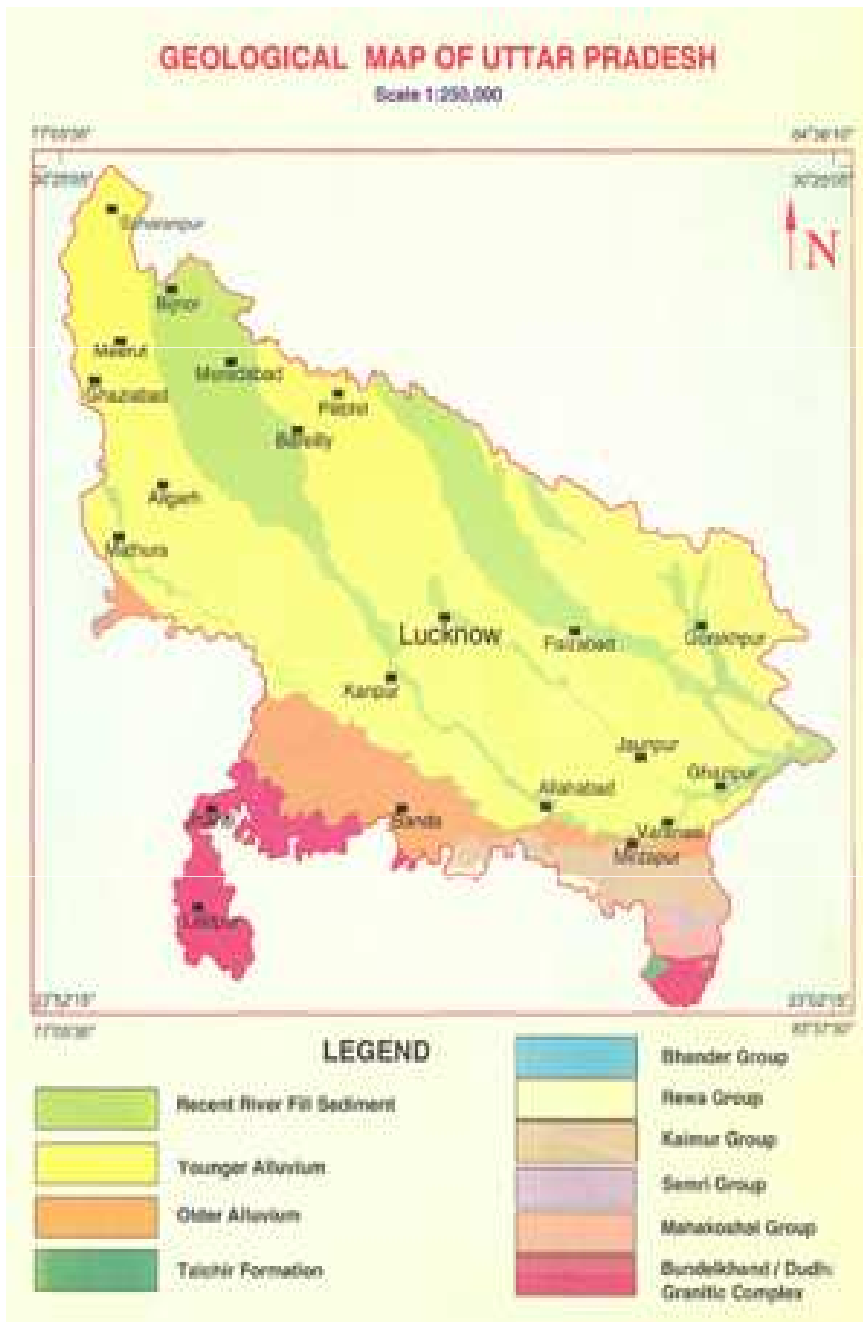 GEOLOGICAL MAP OF UTTAR PRADESH
Scale 1:250,000
N
Saharanpur
Bijnor
Meerut
Moradabad
Ghaziabad
Bareilly
Aligarh
Mathura
Lucknow
Faizabad
Gorakhpur
Kanpur
Jaunpur
Ghazipur
Allahabad
Banda
Varanasi
Mirzapur
LEGEND
Recent River Fill Sediment
Younger Alluvium
Older Alluvium
Talchir Formation
Bhander Group
Rewa Group
Kaimur Group
Semri Group
Mahakoshal Group
Bundelkhand / Dudhi
Granitic Complex